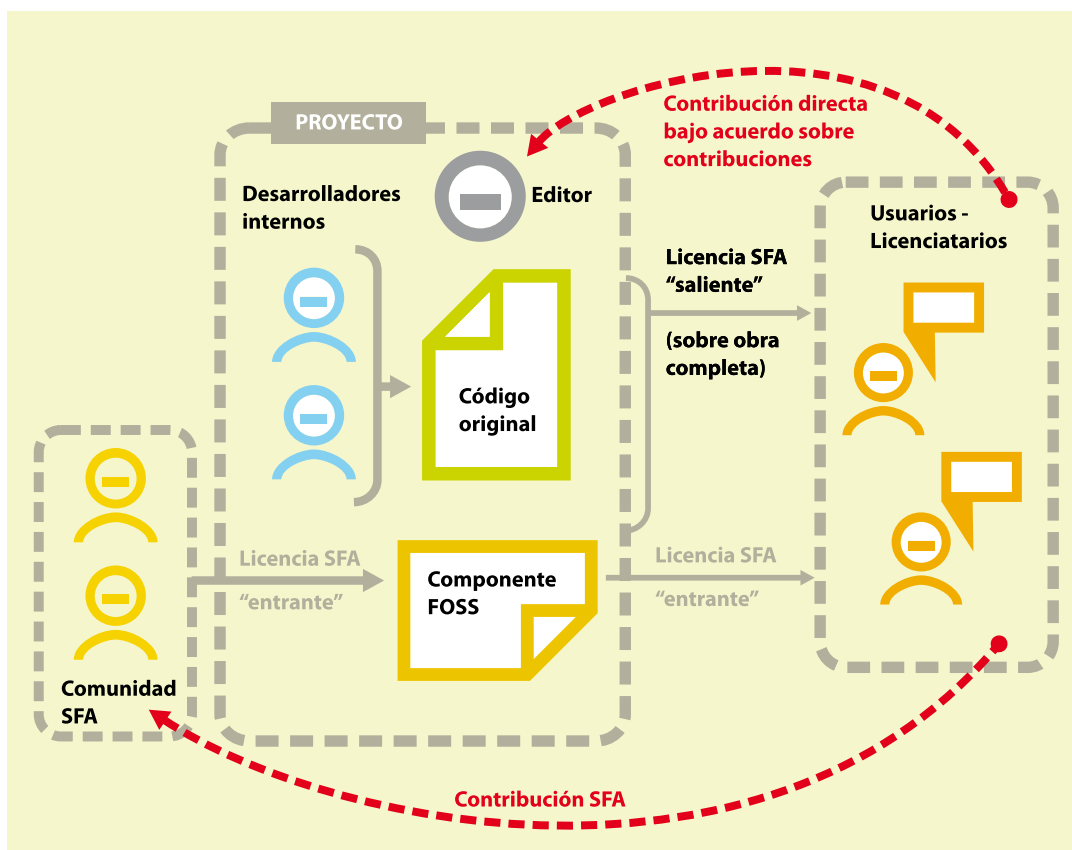 Contribución directa
bajo acuerdo sobre
contribuciones
PROYECTO
Desarrolladores
internos
Editor
Usuarios -
Licenciatarios
Licencia SFA
“saliente”
(sobre obra
completa)
Código
original
Licencia SFA
“entrante”
Componente
FOSS
Licencia SFA
“entrante”
Comunidad
SFA
Contribución SFA